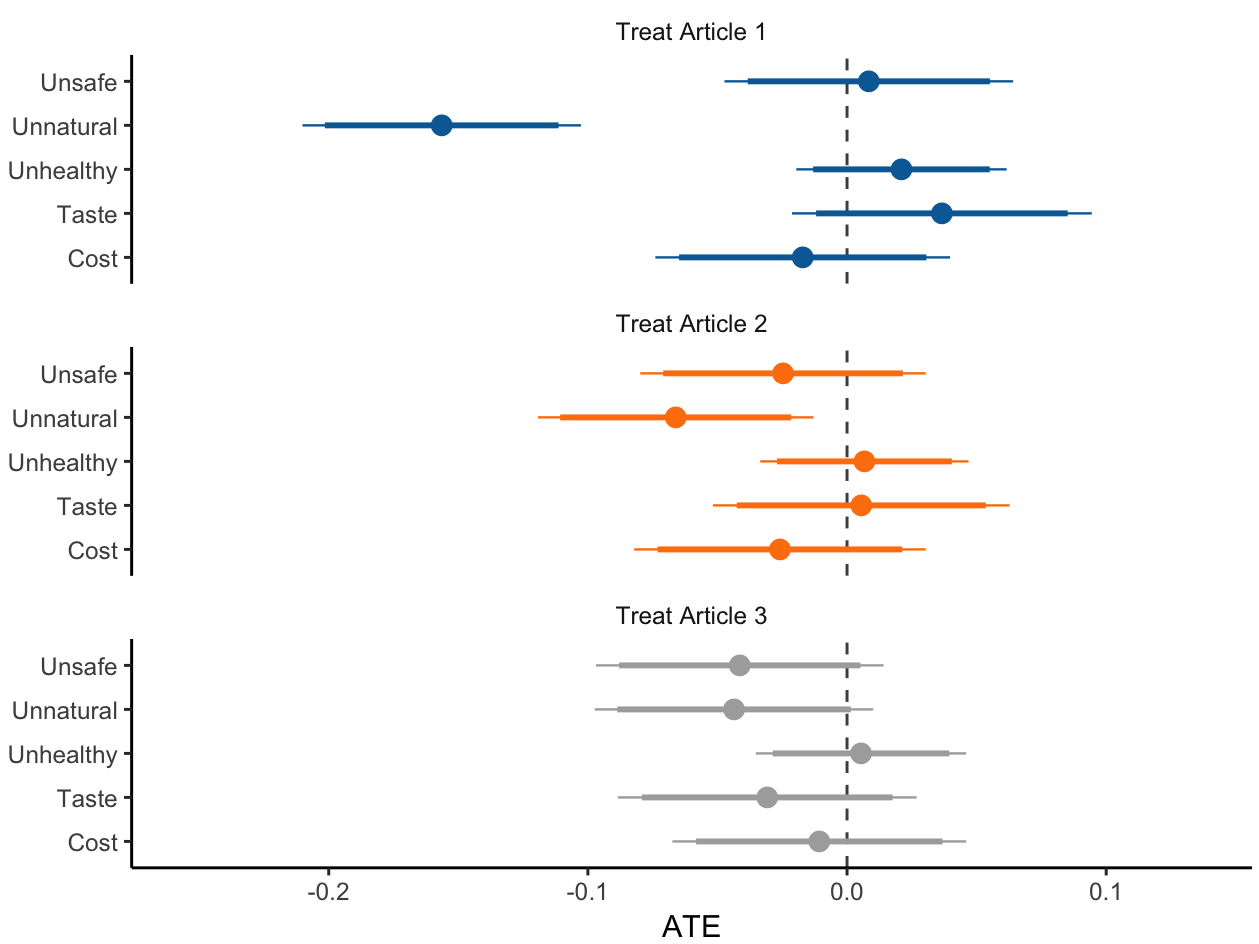 Treat Article 1
Unsafe
Unnatural
Unhealthy
Taste
Cost
Treat Article 2
Unsafe
Unnatural
Unhealthy
Taste
Cost
Treat Article 3
Unsafe
Unnatural
Unhealthy
Taste
Cost
-0.2 -0.1 0.0 0.1
ATE